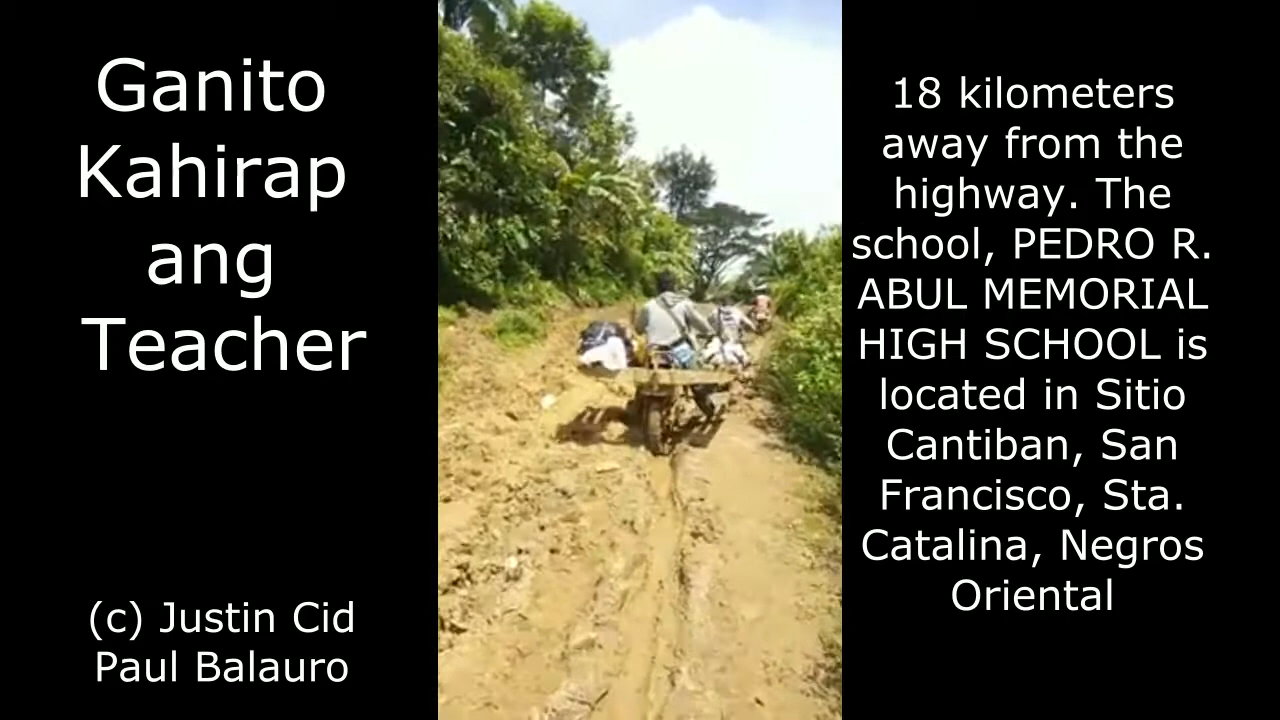 Ganito
Kahirap
ang
Teacher
(c) Justin Cid
Paul Balauro
18 kilometers
away from the
highway. The
school, PEDRO R.
ABUL MEMORIAL
HIGH SCHOOL is
located in Sitio
Cantiban, San
Francisco, Sta.
Catalina, Negros
Oriental